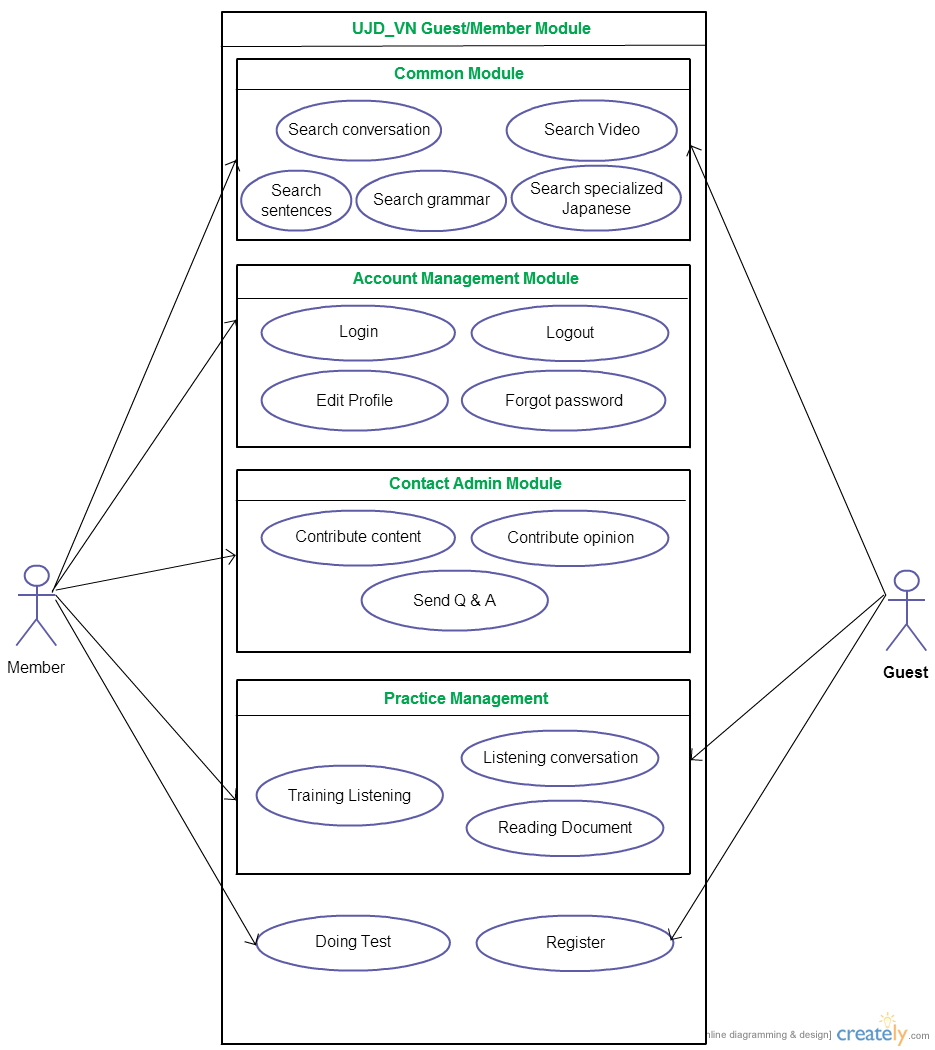 UJD_VN Guest/Member Module
Common Module
Search conversation
Search Video
Search
sentences
Search grammar
Search specialized
Japanese
Account Management Module
Login
Logout
Edit Profile
Forgot password
Contact Admin Module
Contribute content
Contribute opinion
Send Q & A
Member
Guest
Practice Management
Listening conversation
Training Listening
Reading Document
Doing Test
Register
diagramming & design]
creately.com